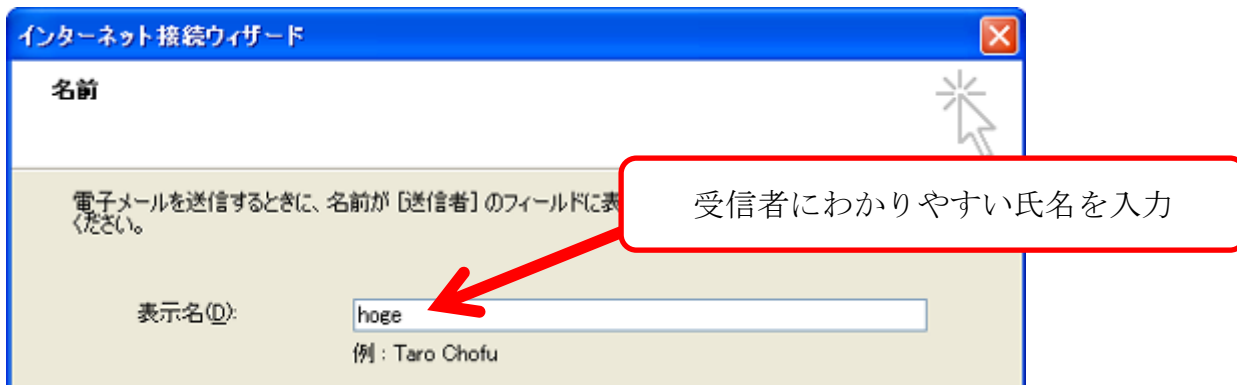 インターネット接続ウィザード
名前
電子メールを送信するときに、名前が [送信者] のフィールドに表
ください。
受信者にわかりやすい氏名を入力
表示名(D):
hoge
例 : Taro Chofu